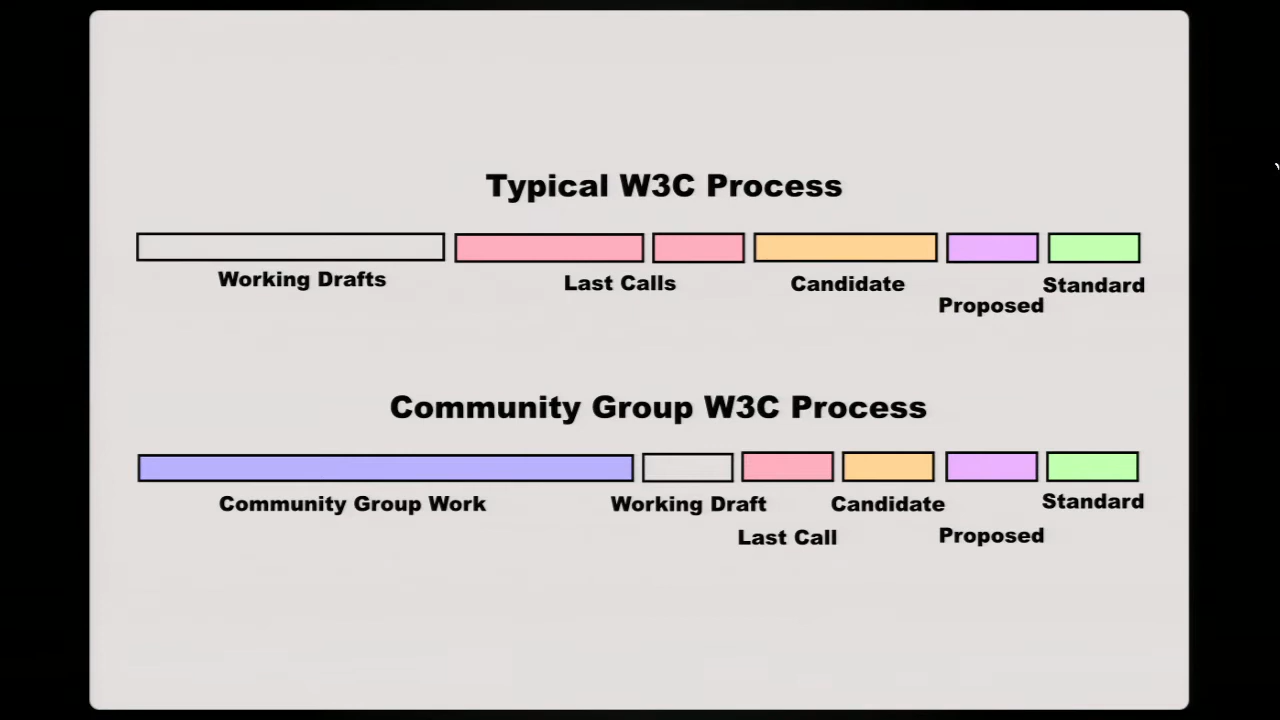 Typical W3C Process
Working Drafts
Last Calls
Candidate
Proposed
Standard
Community Group W3C Process
Community Group Work
Working Draft
Last Call
Candidate
Proposed
Standard